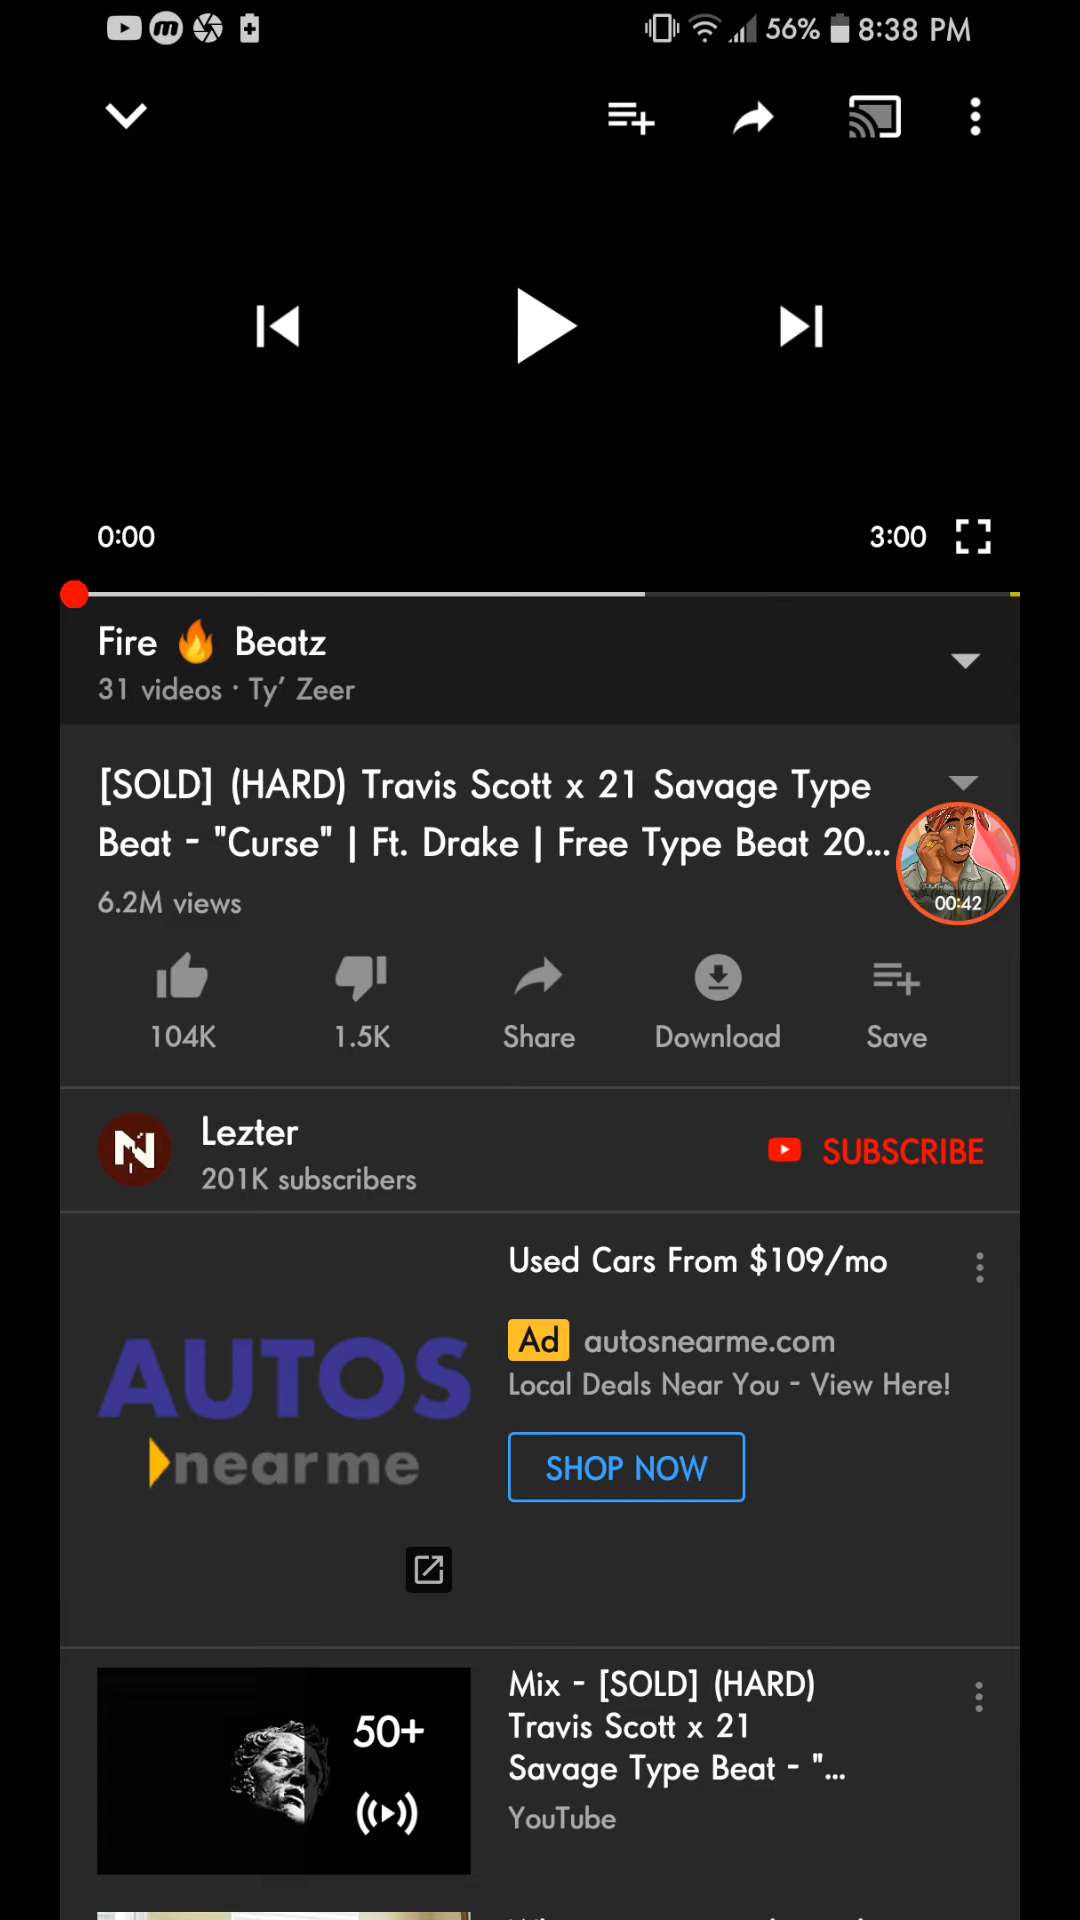 56% 8:38 PM
0:00 3:00
Fire 🔥 Beatz
31 videos · Ty’ Zeer
[SOLD] (HARD) Travis Scott x 21 Savage Type
Beat - "Curse" | Ft. Drake | Free Type Beat 20...
00:42
6.2M views
104K 1.5K Share Download Save
Lezter
201K subscribers
SUBSCRIBE
AUTOS
nearme
Used Cars From $109/mo
Ad autosnearme.com
Local Deals Near You - View Here!
SHOP NOW
50+
Mix - [SOLD] (HARD)
Travis Scott x 21
Savage Type Beat - "...
YouTube